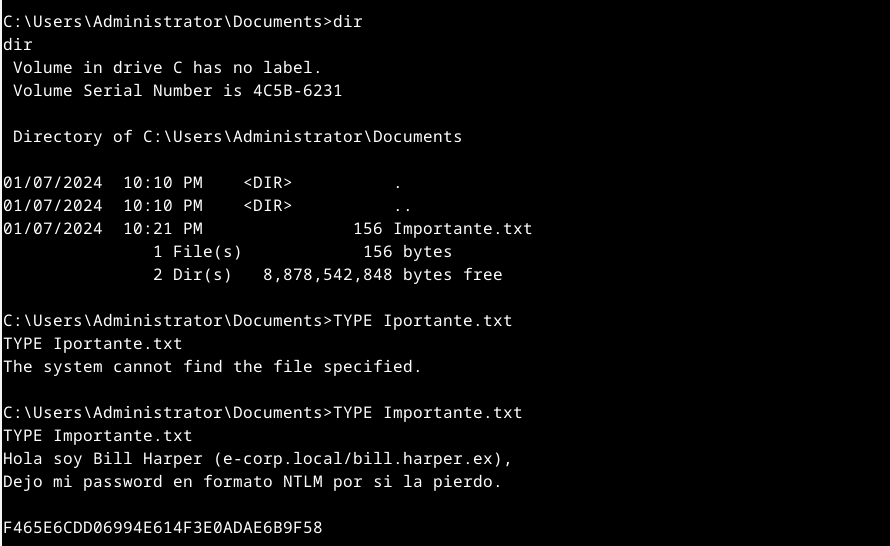 C:\Users\Administrator\Documents>dir
dir
 Volume in drive C has no label.
 Volume Serial Number is 4C5B-6231

 Directory of C:\Users\Administrator\Documents

01/07/2024  10:10 PM    <DIR>          .
01/07/2024  10:10 PM    <DIR>          ..
01/07/2024  10:21 PM               156 Importante.txt
               1 File(s)            156 bytes
               2 Dir(s)   8,878,542,848 bytes free

C:\Users\Administrator\Documents>TYPE Iportante.txt
TYPE Iportante.txt
The system cannot find the file specified.

C:\Users\Administrator\Documents>TYPE Importante.txt
TYPE Importante.txt
Hola soy Bill Harper (e-corp.local/bill.harper.ex),
Dejo mi password en formato NTLM por si la pierdo.

F465E6CDD06994E614F3E0ADAE6B9F58